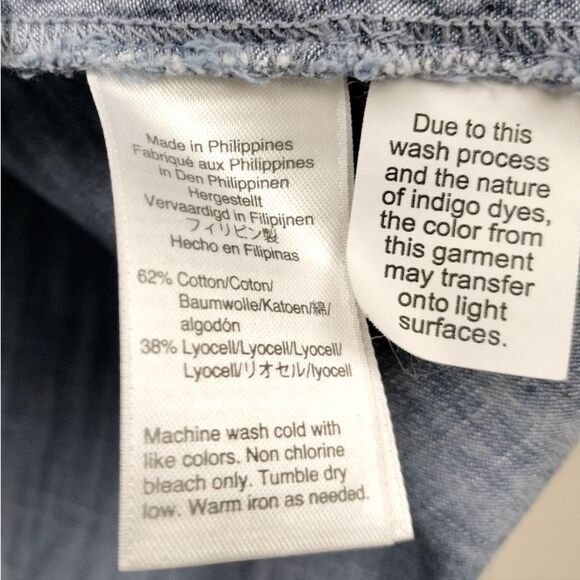 Made in Philippines
Fabriqué aux Philippines
in Den Philippinen
Hergestellt
Vervaardigd in Filipijnen
フィリピン製
Hecho en Filipinas
62% Cotton/Coton/
Baumwolle/Katoen/綿/
algodón
38% Lyocell/Lyocell/Lyocell/
Lyocell/リオセル/lyocell
Machine wash cold with
like colors. Non chlorine
bleach only. Tumble dry
low. Warm iron as needed.
Due to this
wash process
and the nature
of indigo dyes,
the color from
this garment
may transfer
onto light
surfaces.